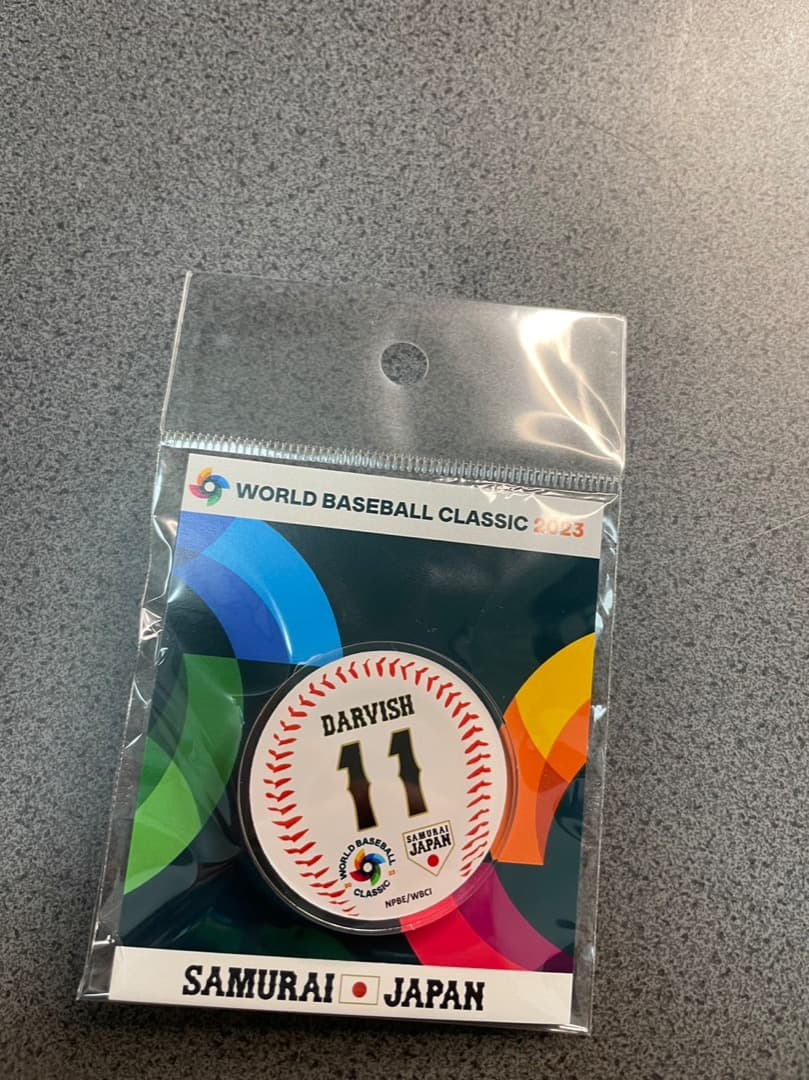 WORLD BASEBALL CLASSIC 2023
DARVISH
11
WORLD BASEBALL
CLASSIC
SAMURAI
JAPAN
NPBE/WBCI
SAMURAI JAPAN